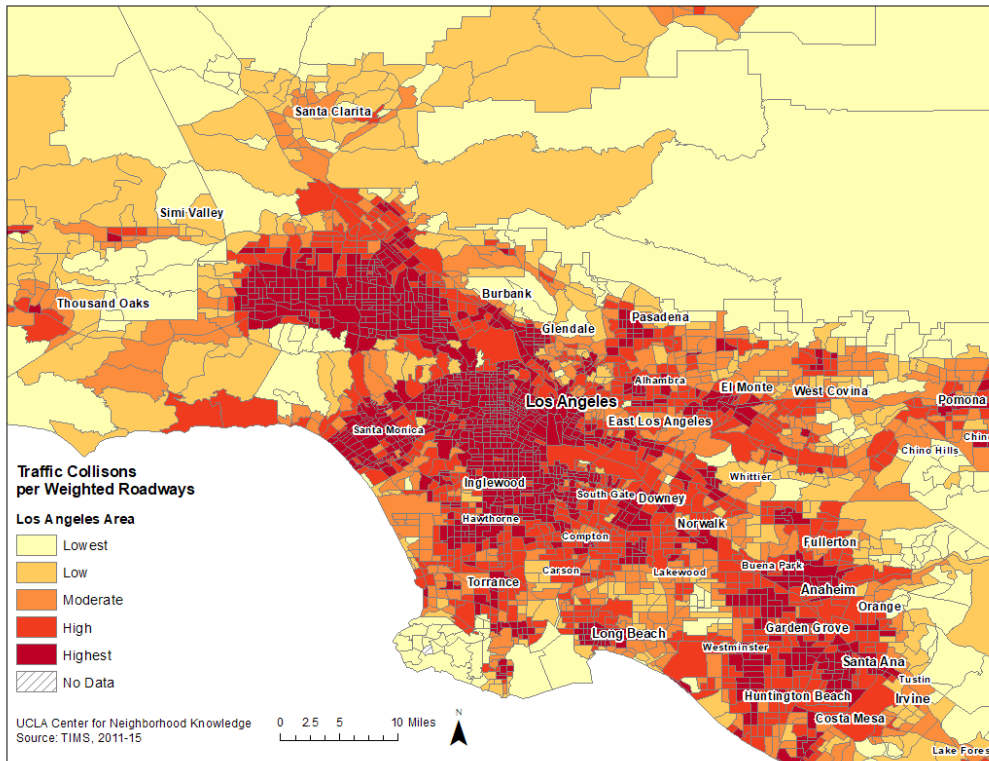 Santa Clarita
Simi Valley
Thousand Oaks
Burbank
Glendale
Pasadena
Alhambra
El Monte
West Covina
Pomona
Los Angeles
East Los Angeles
Santa Monica
Chino
Chino Hills
Whittier
Inglewood
South Gate
Downey
Hawthorne
Norwalk
Compton
Fullerton
Buena Park
Carson
Lakewood
Torrance
Anaheim
Orange
Garden Grove
Long Beach
Westminster
Santa Ana
Tustin
Huntington Beach
Irvine
Costa Mesa
Lake Fores
Traffic Collisons
per Weighted Roadways
Los Angeles Area
Lowest
Low
Moderate
High
Highest
No Data
UCLA Center for Neighborhood Knowledge
Source: TIMS, 2011-15
0 2.5 5 10 Miles
N